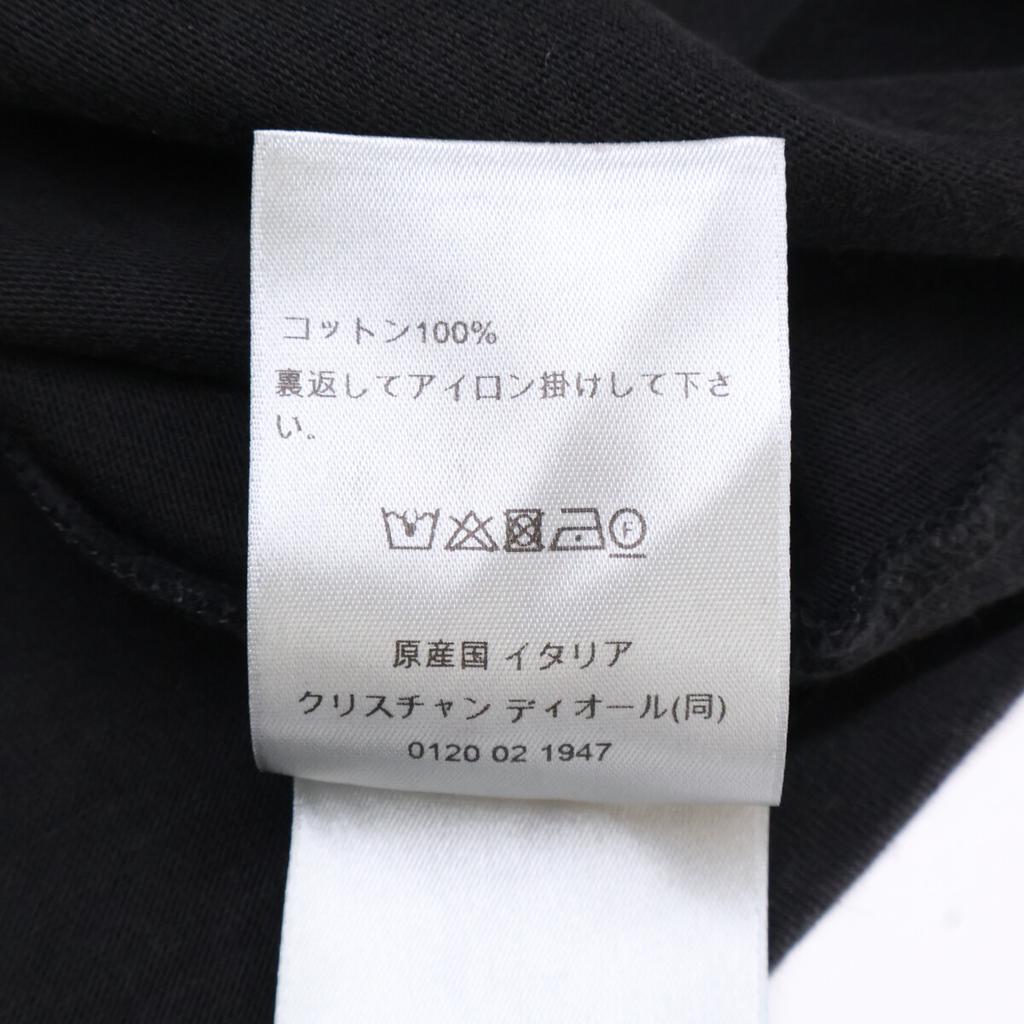 コットン100%
裏返してアイロン掛けして下さ
い。
F
原産国 イタリア
クリスチャン ディオール(同)
0120 02 1947